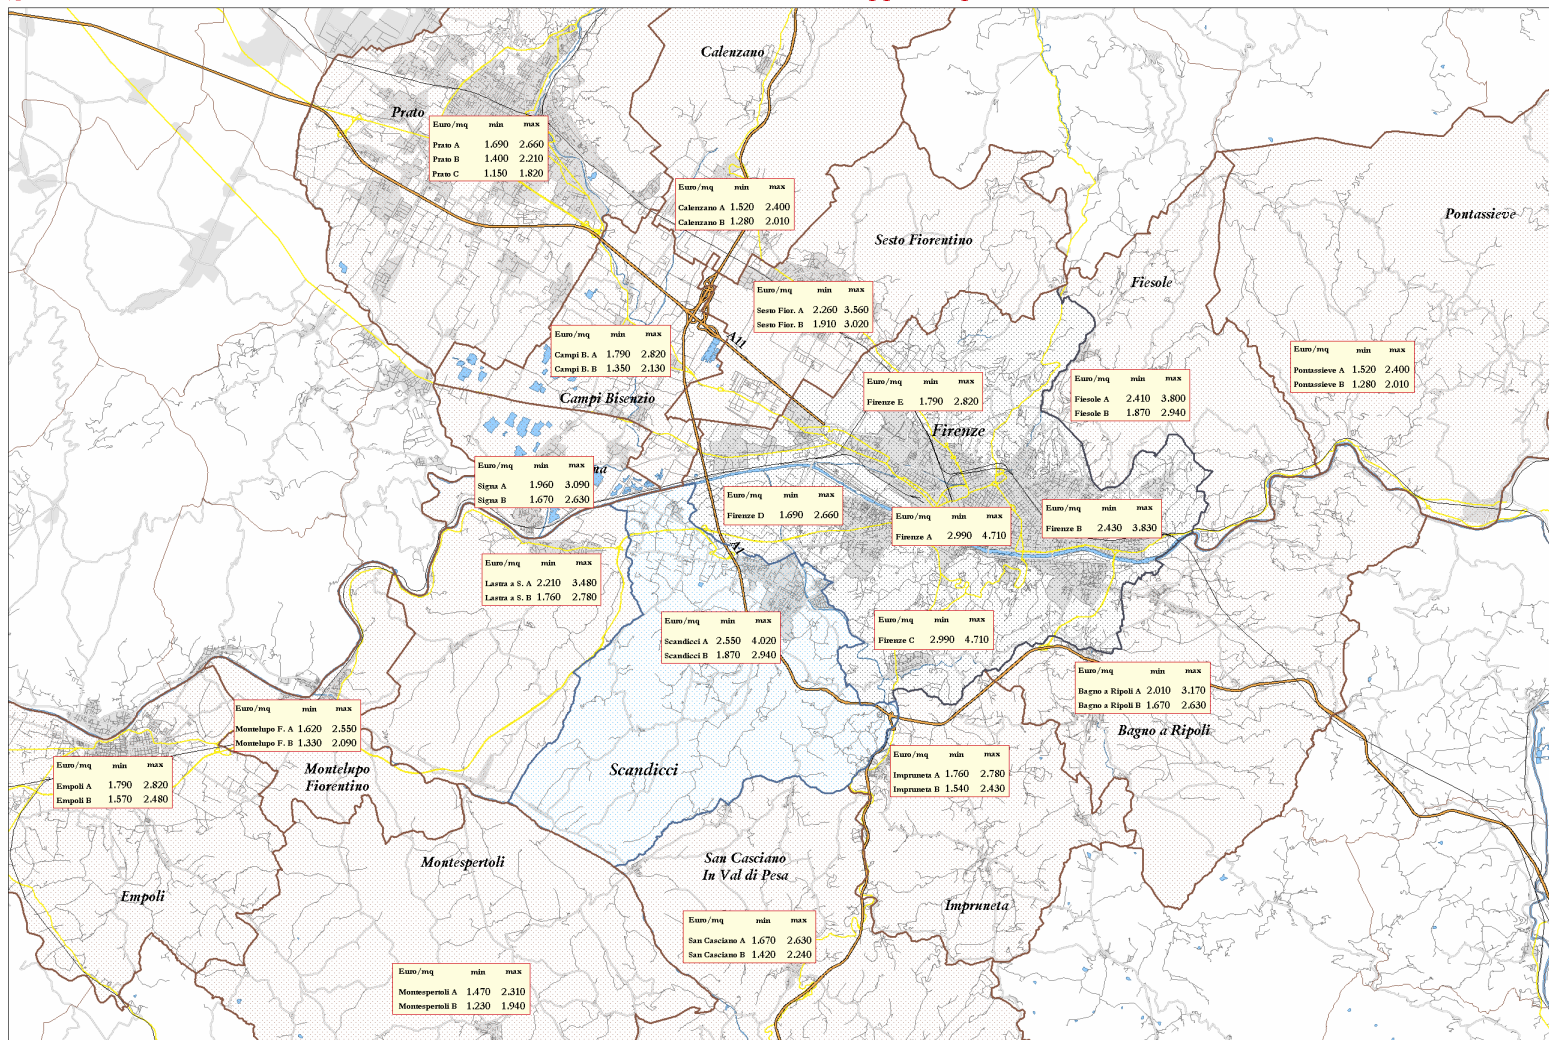 Calenzano
Prato
Euro/mq min max
Prato A 1.690 2.660
Prato B 1.400 2.210
Prato C 1.150 1.820
Euro/mq min max
Calenzano A 1.520 2.400
Calenzano B 1.280 2.010
Pontassieve
Sesto Fiorentino
Fiesole
Euro/mq min max
Sesto Fior. A 2.260 3.560
Sesto Fior. B 1.910 3.020
A11
Euro/mq min max
Campi B. A 1.790 2.820
Campi B. B 1.350 2.130
Campi Bisenzio
Euro/mq min max
Pontassieve A 1.520 2.400
Pontassieve B 1.280 2.010
Euro/mq min max
Firenze E 1.790 2.820
Euro/mq min max
Fiesole A 2.410 3.800
Fiesole B 1.870 2.940
Firenze
Euro/mq min max
Signa A 1.960 3.090
Signa B 1.670 2.630
na
Euro/mq min max
Firenze D 1.690 2.660
Euro/mq min max
Firenze A 2.990 4.710
Euro/mq min max
Firenze B 2.430 3.830
A1
Euro/mq min max
Lastra a S. A 2.210 3.480
Lastra a S. B 1.760 2.780
Euro/mq min max
Scandicci A 2.550 4.020
Scandicci B 1.870 2.940
Euro/mq min max
Firenze C 2.990 4.710
Euro/mq min max
Bagno a Ripoli A 2.010 3.170
Bagno a Ripoli B 1.670 2.630
Bagno a Ripoli
Euro/mq min max
Montelupo F. A 1.620 2.550
Montelupo F. B 1.330 2.090
Montelupo
Fiorentino
Scandicci
Euro/mq min max
Empoli A 1.790 2.820
Empoli B 1.570 2.480
Euro/mq min max
Impruneta A 1.760 2.780
Impruneta B 1.540 2.430
Montespertoli
San Casciano
In Val di Pesa
Empoli
Impruneta
Euro/mq min max
San Casciano A 1.670 2.630
San Casciano B 1.420 2.240
Euro/mq min max
Montespertoli A 1.470 2.310
Montespertoli B 1.230 1.940